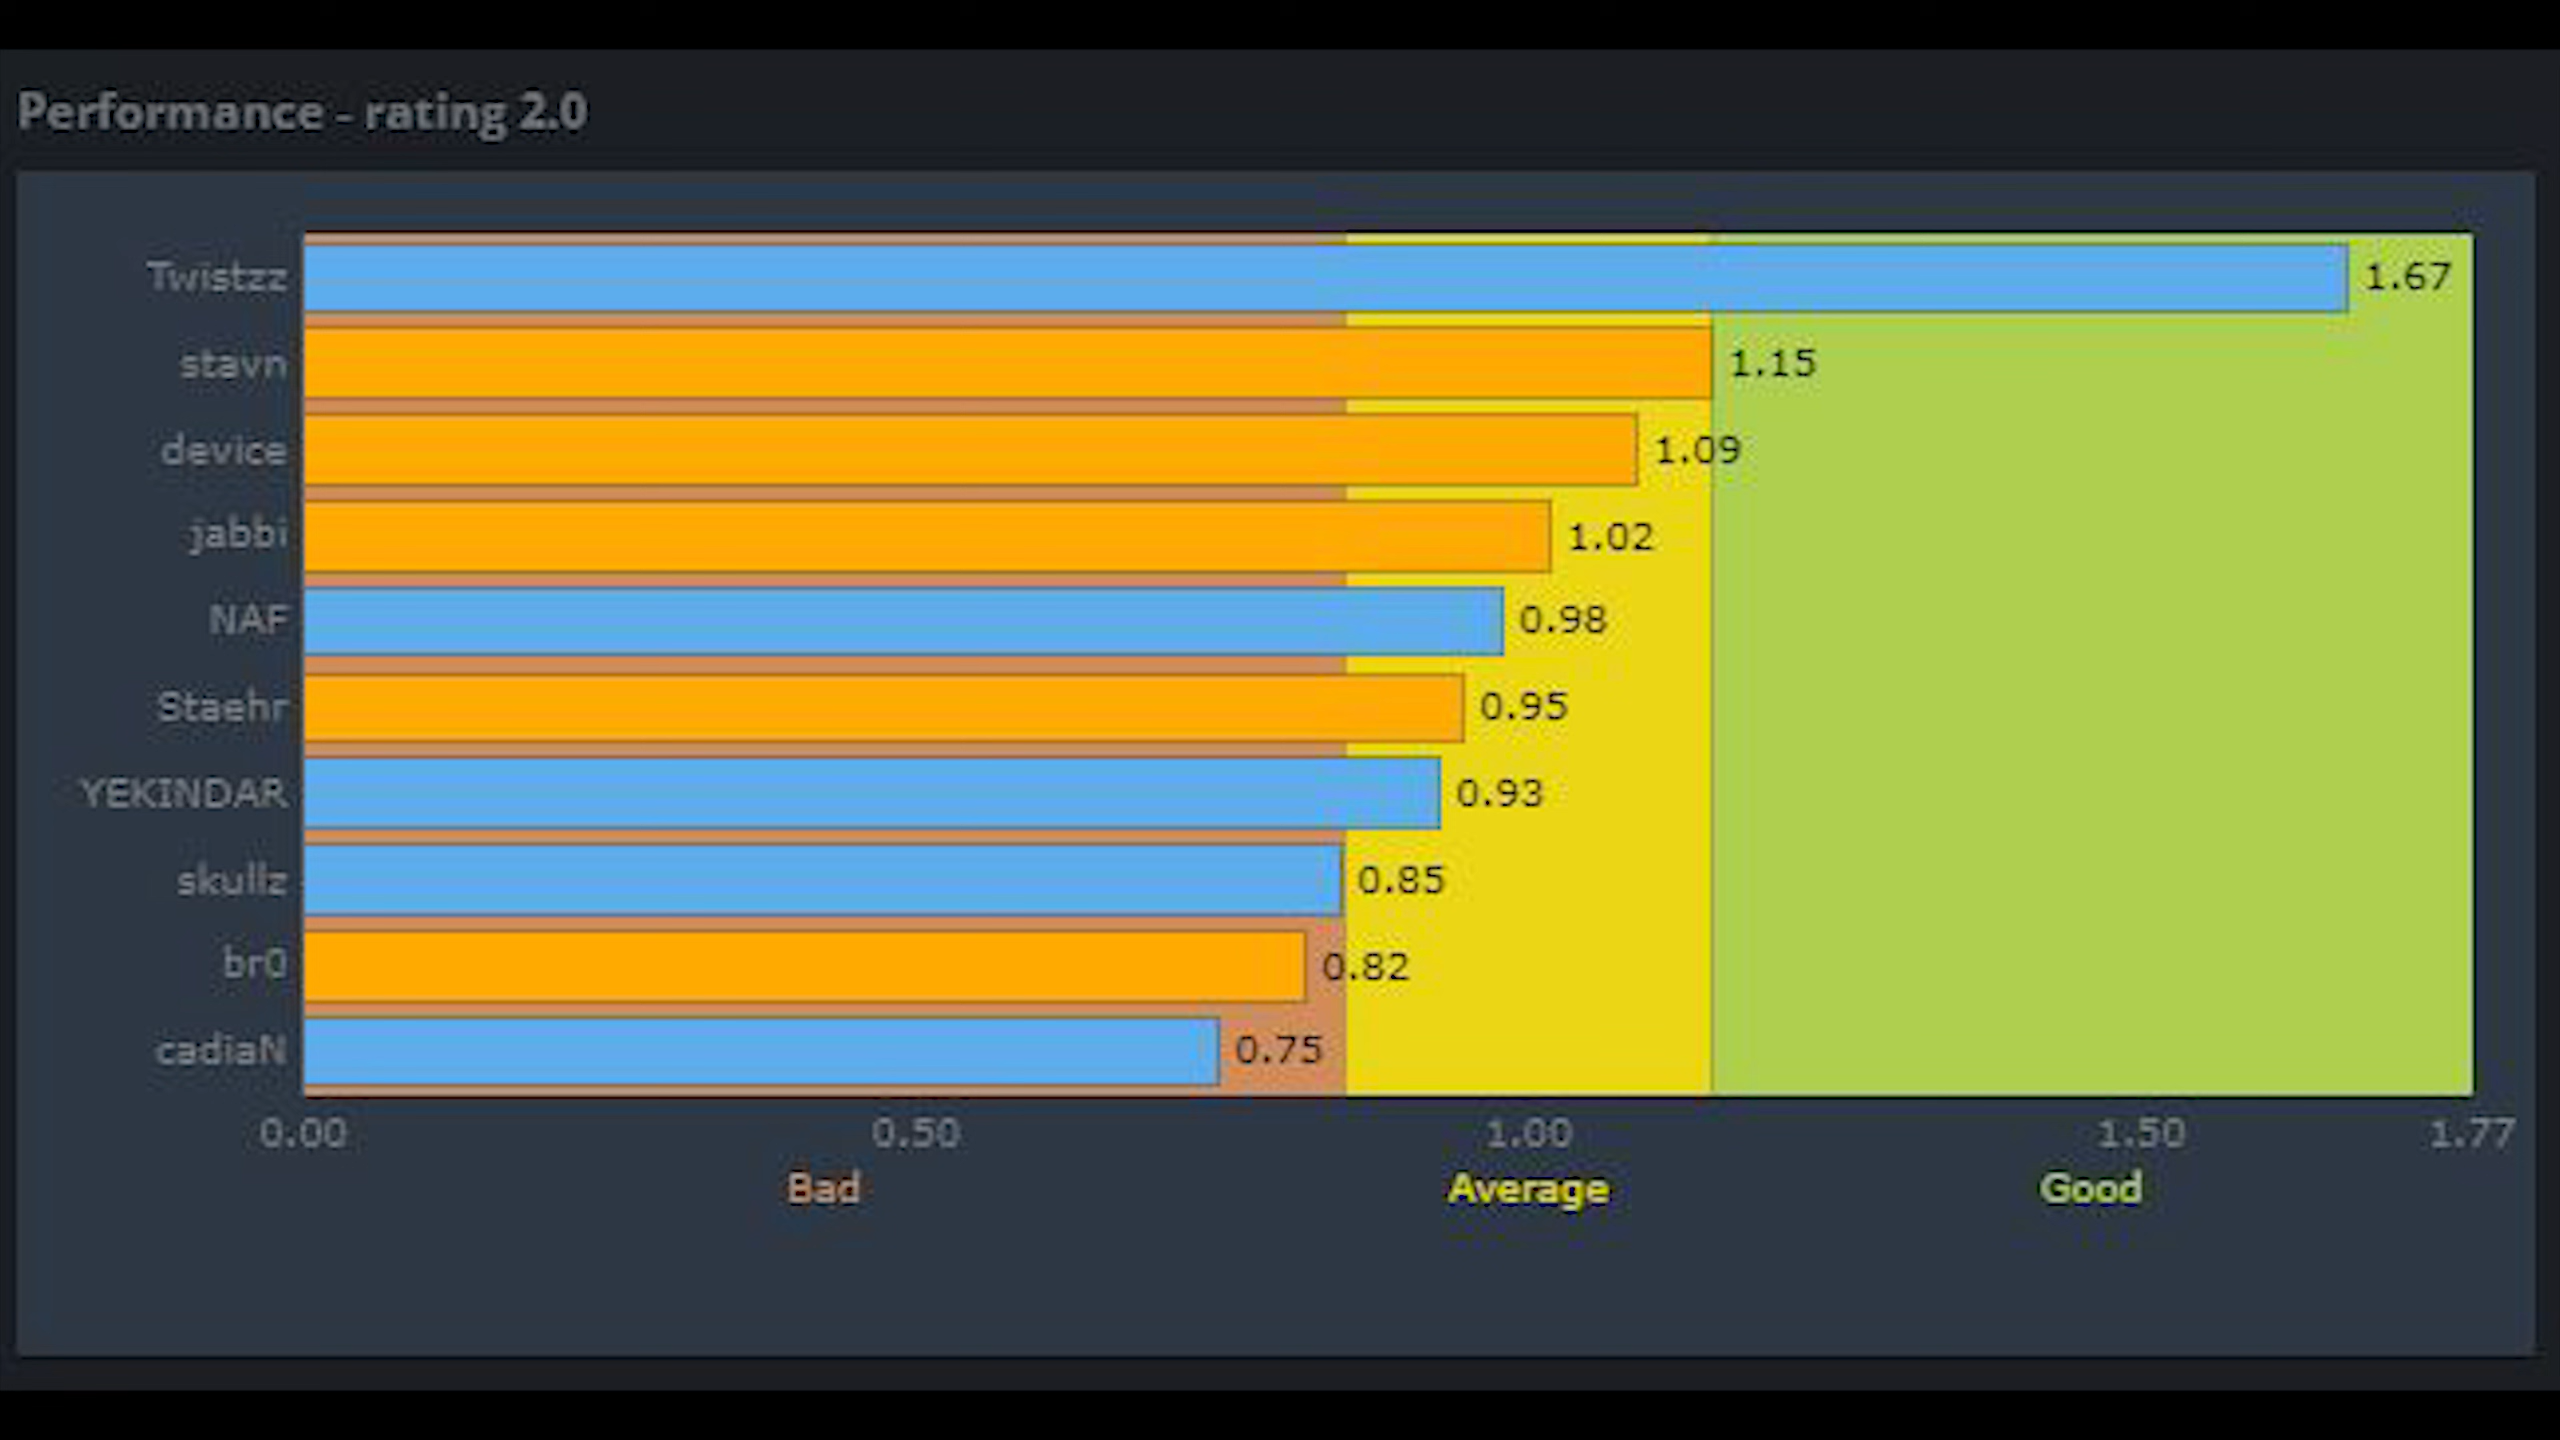 Performance - rating 2.0
Twistzz 1.67
stavn 1.15
device 1.09
jabbi 1.02
NAF 0.98
Staehr 0.95
YEKINDAR 0.93
skullz 0.85
br0 0.82
cadiaN 0.75
0.00 0.50 1.00 1.50 1.77
Bad Average Good